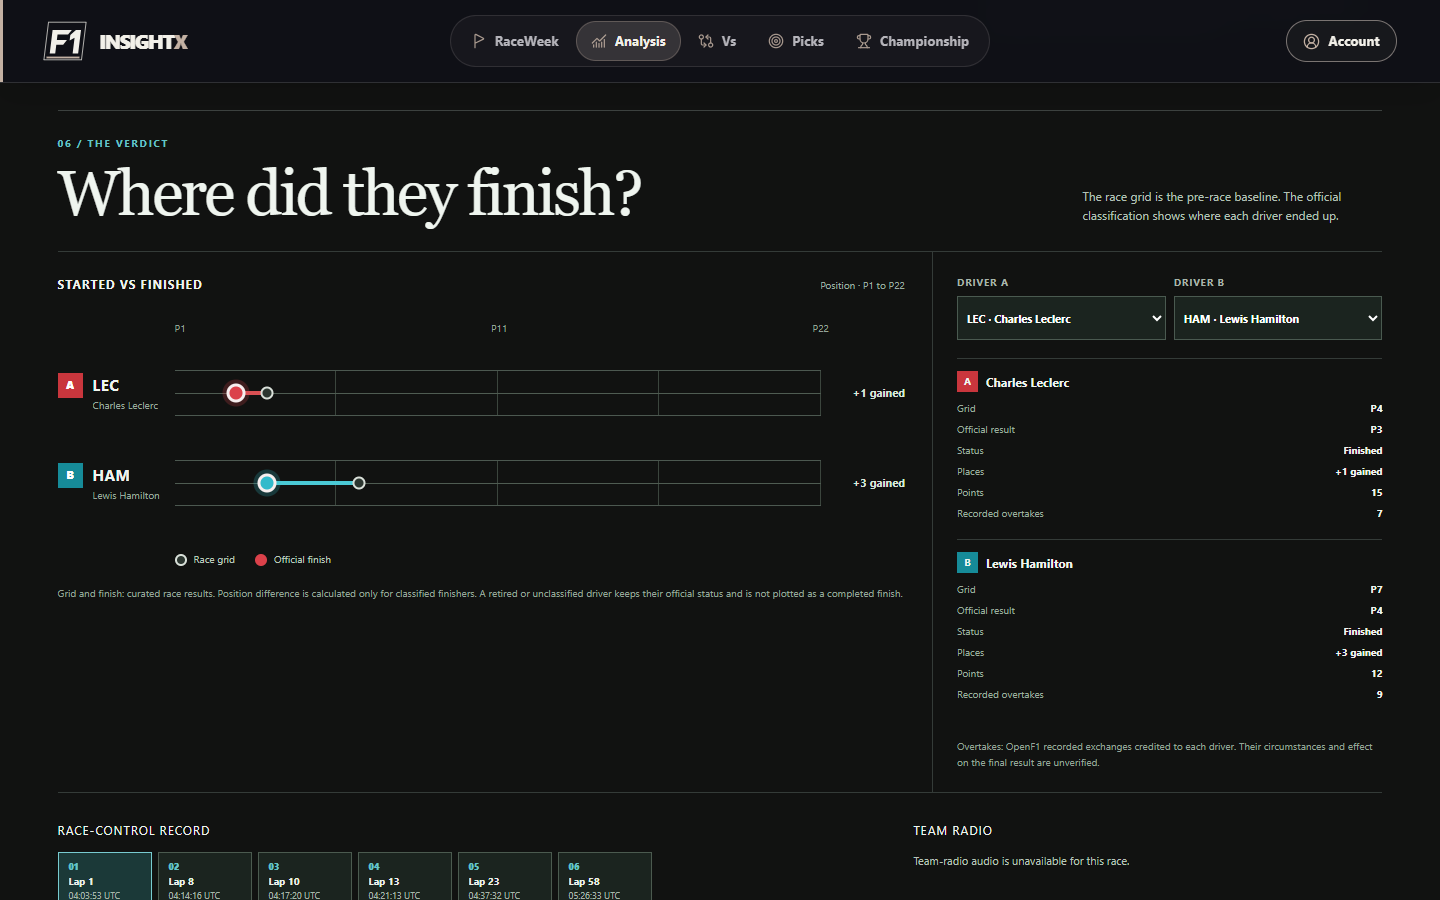 F1 INSIGHTX
RaceWeek
Analysis
Vs
Picks
Championship
Account
06 / THE VERDICT
Where did they finish?
The race grid is the pre-race baseline. The official
classification shows where each driver ended up.
STARTED VS FINISHED
Position · P1 to P22
P1
P11
P22
A LEC
Charles Leclerc
+1 gained
B HAM
Lewis Hamilton
+3 gained
Race grid
Official finish
Grid and finish: curated race results. Position difference is calculated only for classified finishers. A retired or unclassified driver keeps their official status and is not plotted as a completed finish.
DRIVER A
DRIVER B
LEC · Charles Leclerc
HAM · Lewis Hamilton
A Charles Leclerc
Grid P4
Official result P3
Status Finished
Places +1 gained
Points 15
Recorded overtakes 7
B Lewis Hamilton
Grid P7
Official result P4
Status Finished
Places +3 gained
Points 12
Recorded overtakes 9
Overtakes: OpenF1 recorded exchanges credited to each driver. Their circumstances and effect
on the final result are unverified.
RACE-CONTROL RECORD
01
Lap 1
04:03:53 UTC
02
Lap 8
04:14:16 UTC
03
Lap 10
04:17:20 UTC
04
Lap 13
04:21:13 UTC
05
Lap 23
04:37:32 UTC
06
Lap 58
05:26:33 UTC
TEAM RADIO
Team-radio audio is unavailable for this race.